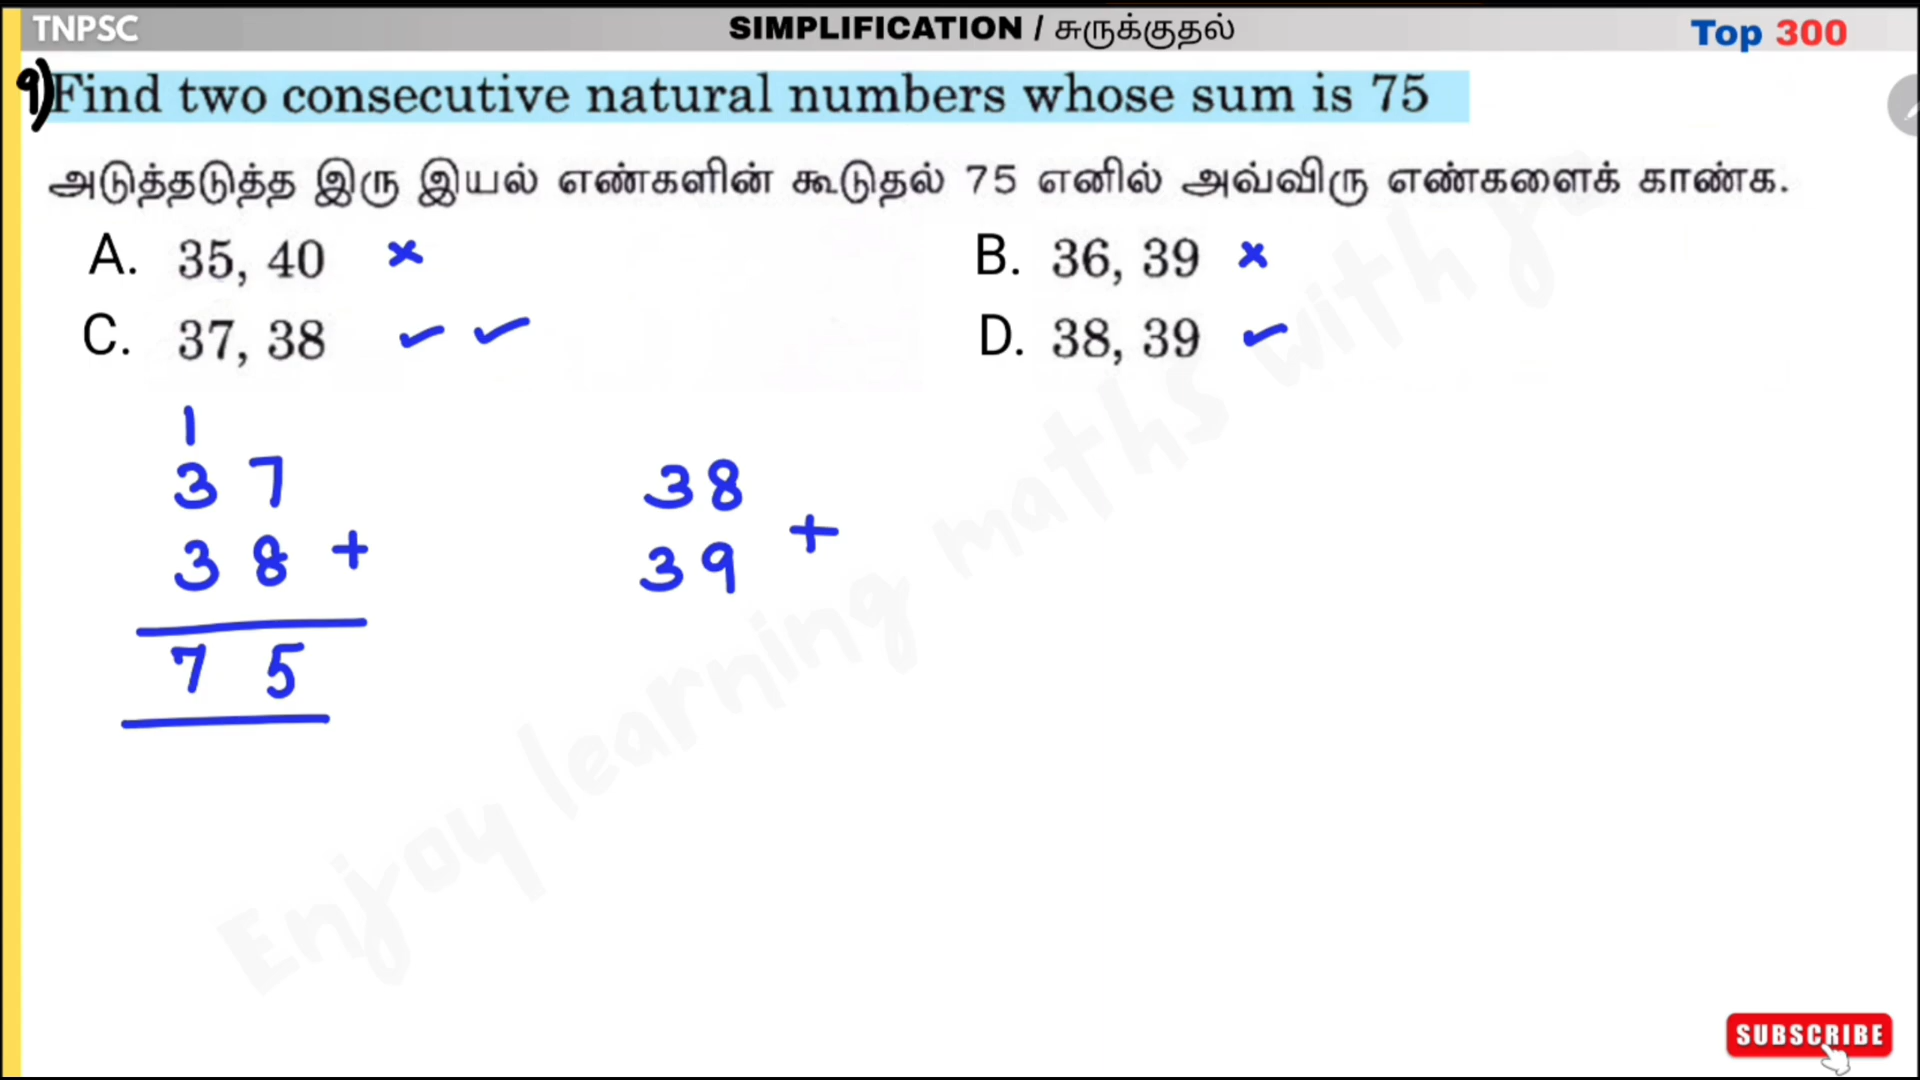 TNPSC
SIMPLIFICATION / சுருக்குதல்
Top 300
9) Find two consecutive natural numbers whose sum is 75
அடுத்தடுத்த இரு இயல் எண்களின் கூடுதல் 75 எனில் அவ்விரு எண்களைக் காண்க.
A. 35, 40 ×
B. 36, 39 ×
C. 37, 38 ✓ ✓
D. 38, 39 ✓
1
37
38 +
75
38
39 +
Enjoy learning maths with
SUBSCRIBE